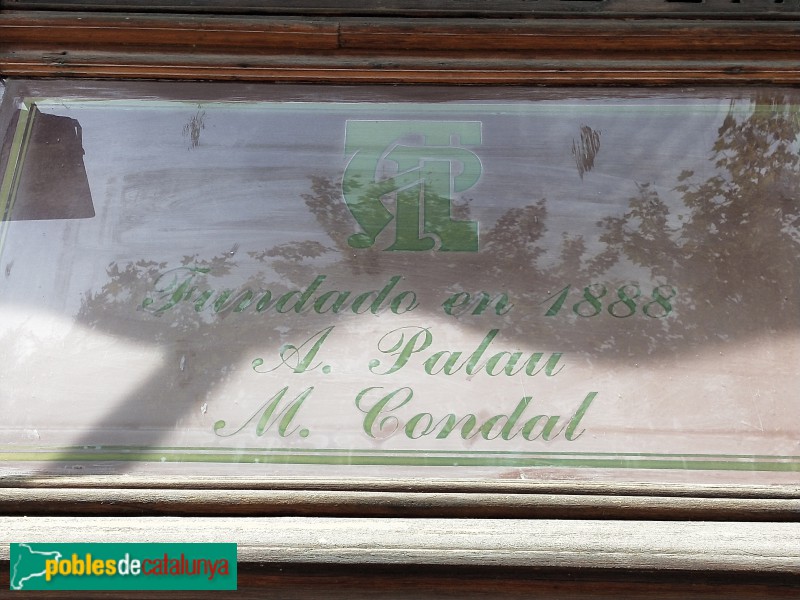 Fundado en 1888
A. Palau
M. Condal
poblesdecatalunya